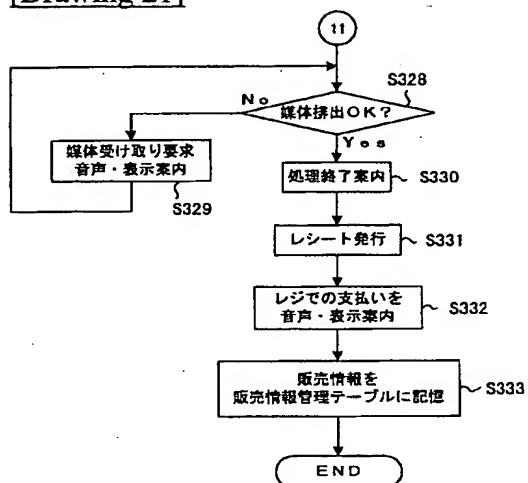 [Drawing 21]
11
S328
No
媒体排出OK?
Yes
媒体受け取り要求
音声・表示案内
S329
処理終了案内
S330
レシート発行
S331
レジでの支払いを
音声・表示案内
S332
販売情報を
販売情報管理テーブルに記憶
S333
END